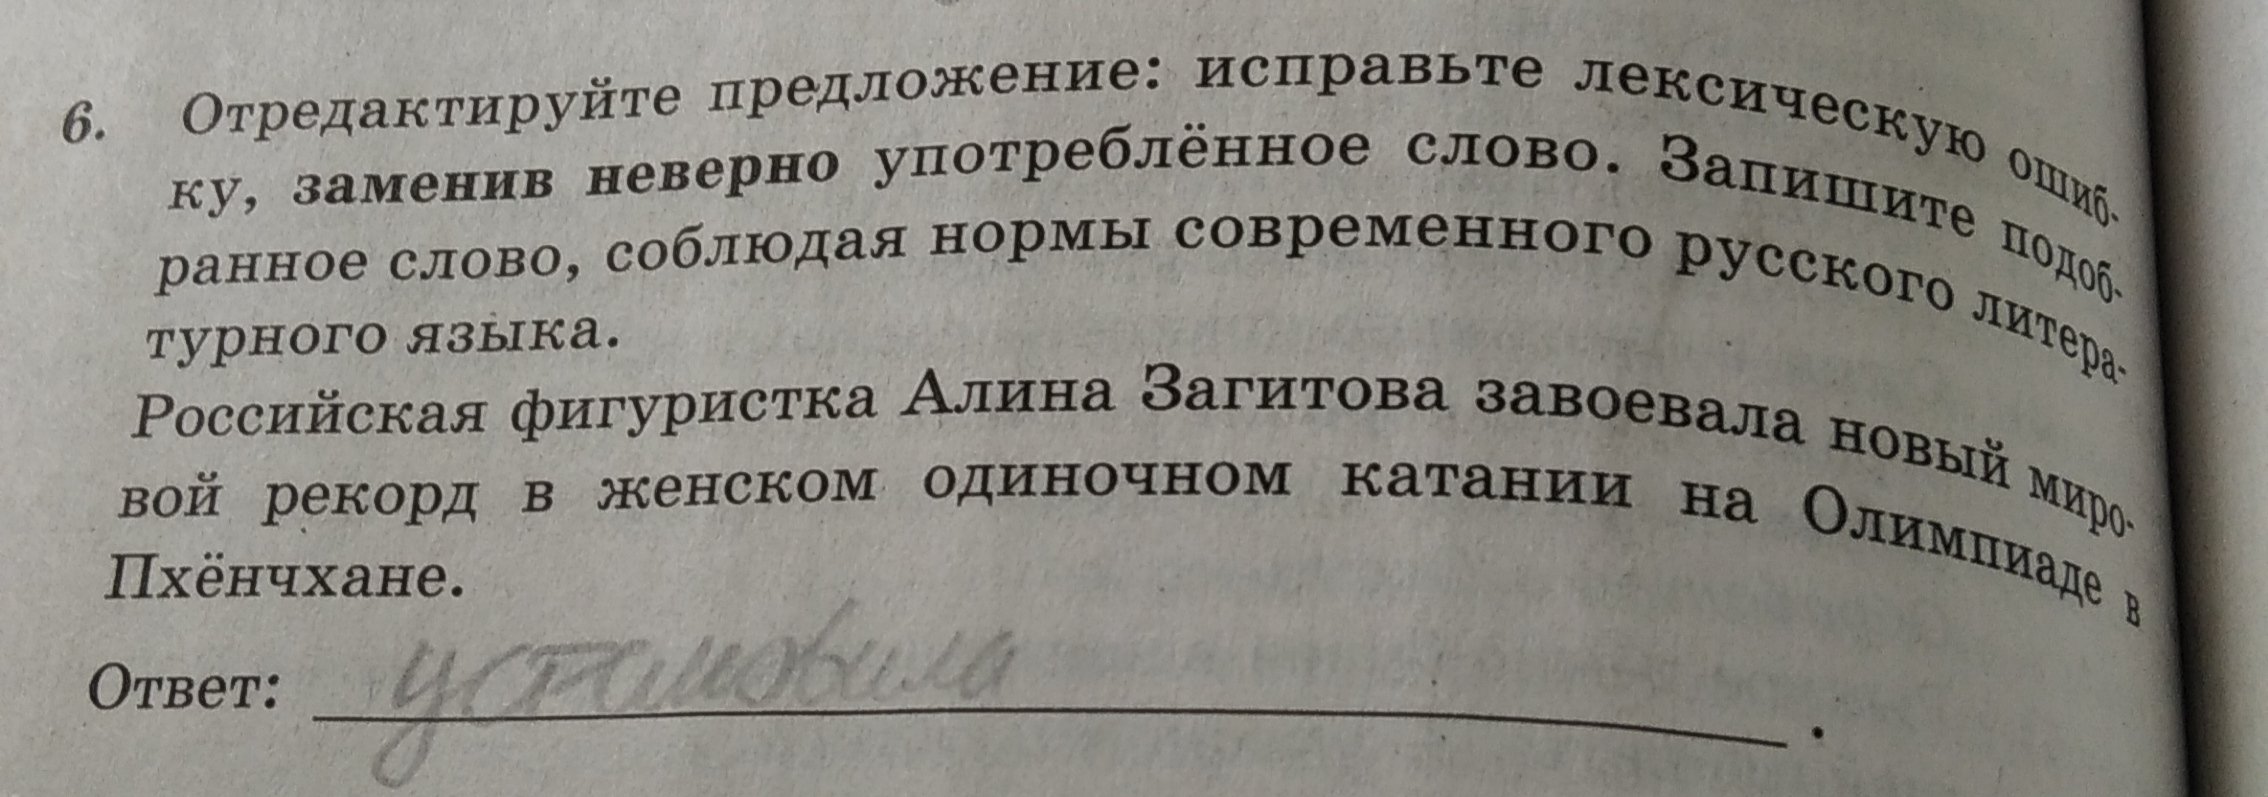 6. Отредактируйте предложение: исправьте лексическую ошиб-
ку, заменив неверно употреблённое слово. Запишите подоб-
ранное слово, соблюдая нормы современного русского литера-
турного языка.
Российская фигуристка Алина Загитова завоевала новый миро-
вой рекорд в женском одиночном катании на Олимпиаде в
Пхёнчхане.
Ответ: установила.